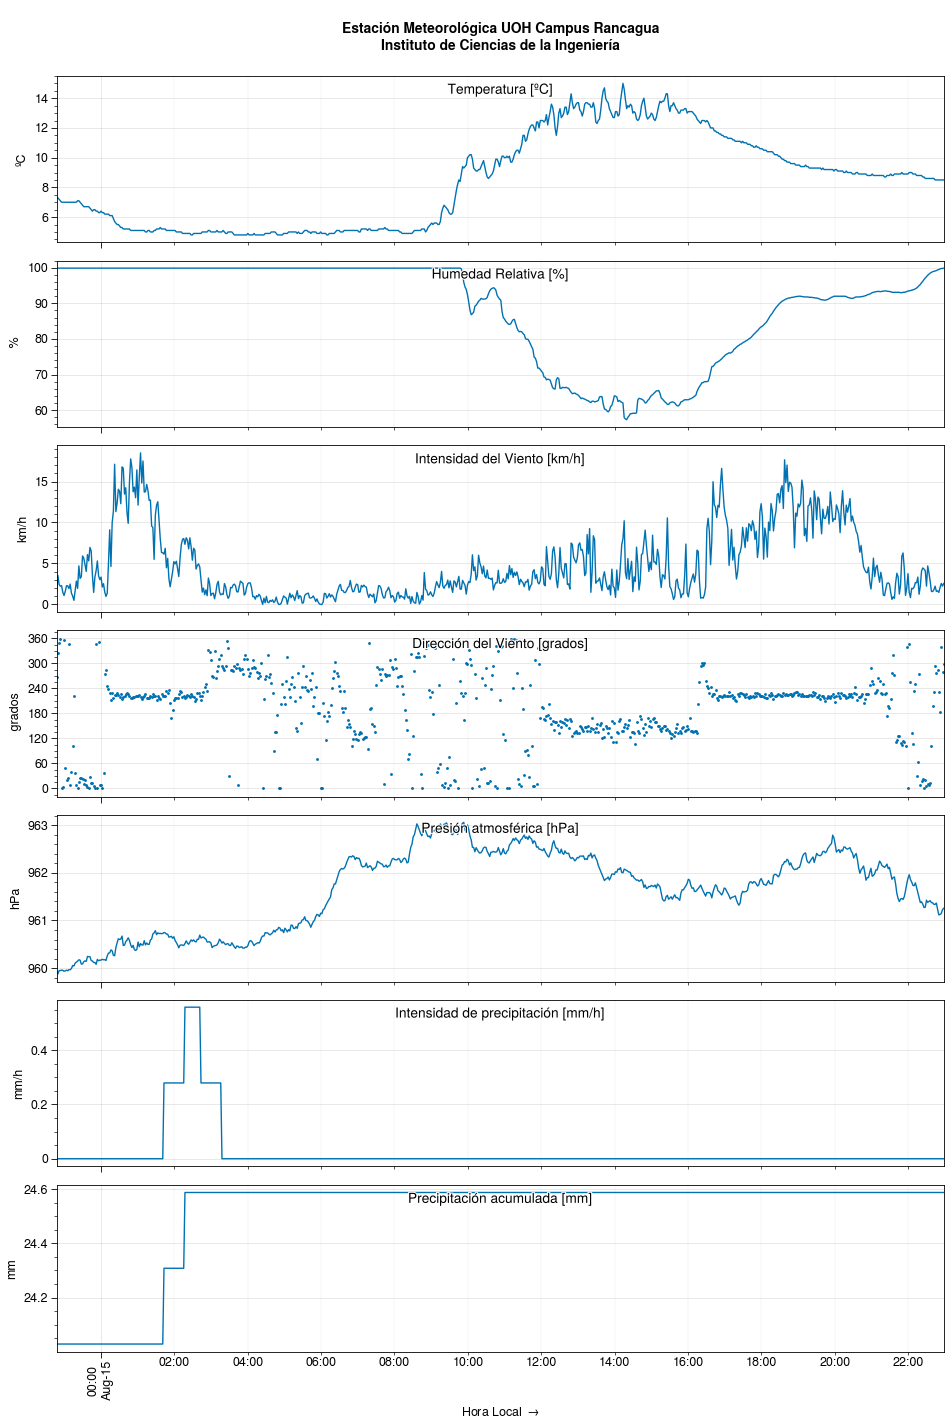 Estación Meteorológica UOH Campus Rancagua
Instituto de Ciencias de la Ingeniería
Temperatura [ºC]
ºC
14
12
10
8
6
Humedad Relativa [%]
%
100
90
80
70
60
Intensidad del Viento [km/h]
km/h
15
10
5
0
Dirección del Viento [grados]
grados
360
300
240
180
120
60
0
Presión atmosférica [hPa]
hPa
963
962
961
960
Intensidad de precipitación [mm/h]
mm/h
0.4
0.2
0
Precipitación acumulada [mm]
mm
24.6
24.4
24.2
00:00
Aug-15
02:00
04:00
06:00
08:00
10:00
12:00
14:00
16:00
18:00
20:00
22:00
Hora Local →